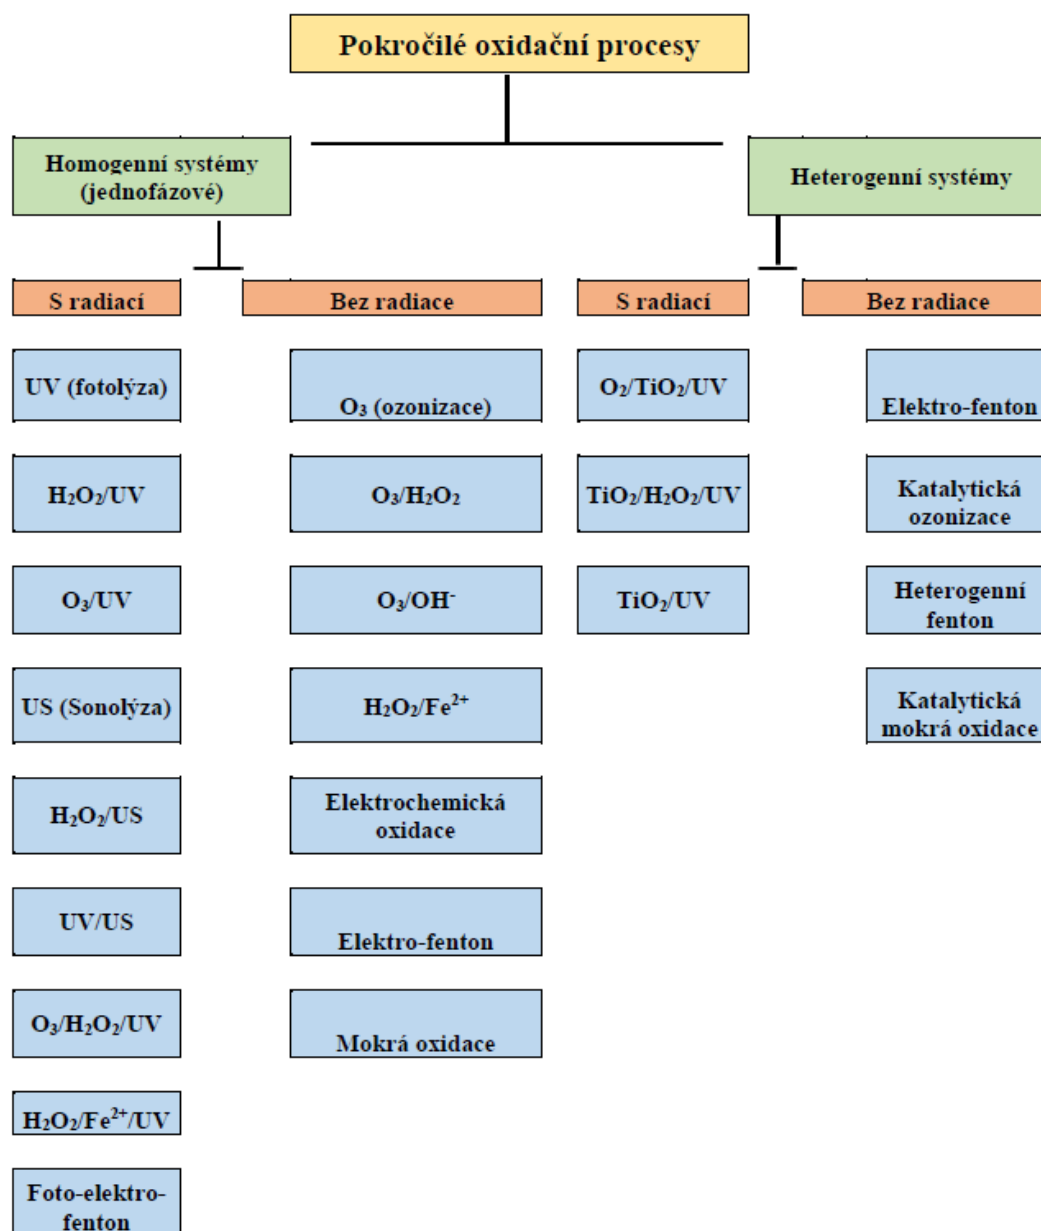 Pokročilé oxidační procesy
Homogenní systémy
(jednofázové)
Heterogenní systémy
S radiací
Bez radiace
S radiací
Bez radiace
UV (fotolýza)
O₃ (ozonizace)
O₂/TiO₂/UV
Elektro-fenton
H₂O₂/UV
O₃/H₂O₂
TiO₂/H₂O₂/UV
Katalytická
ozonizace
O₃/UV
O₃/OH⁻
TiO₂/UV
Heterogenní
fenton
US (Sonolýza)
H₂O₂/Fe²⁺
Katalytická
mokrá oxidace
H₂O₂/US
Elektrochemická
oxidace
UV/US
Elektro-fenton
O₃/H₂O₂/UV
Mokrá oxidace
H₂O₂/Fe²⁺/UV
Foto-elektro-
fenton